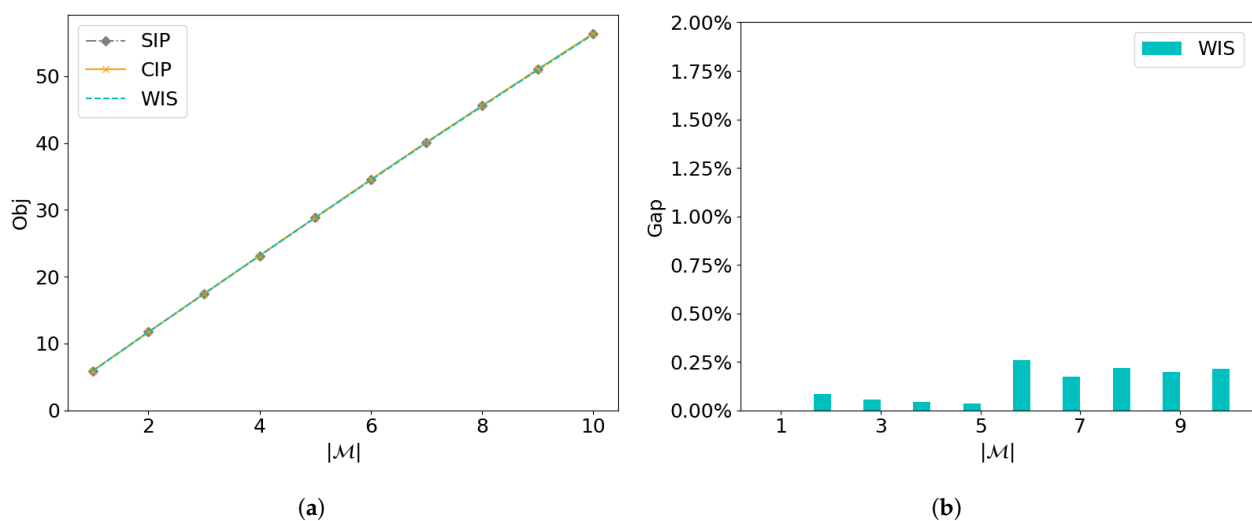 SIP
CIP
WIS
50
40
30
20
10
0
Obj
2 4 6 8 10
|ℳ|
(a)
WIS
2.00%
1.75%
1.50%
1.25%
1.00%
0.75%
0.50%
0.25%
0.00%
Gap
1 3 5 7 9
|ℳ|
(b)